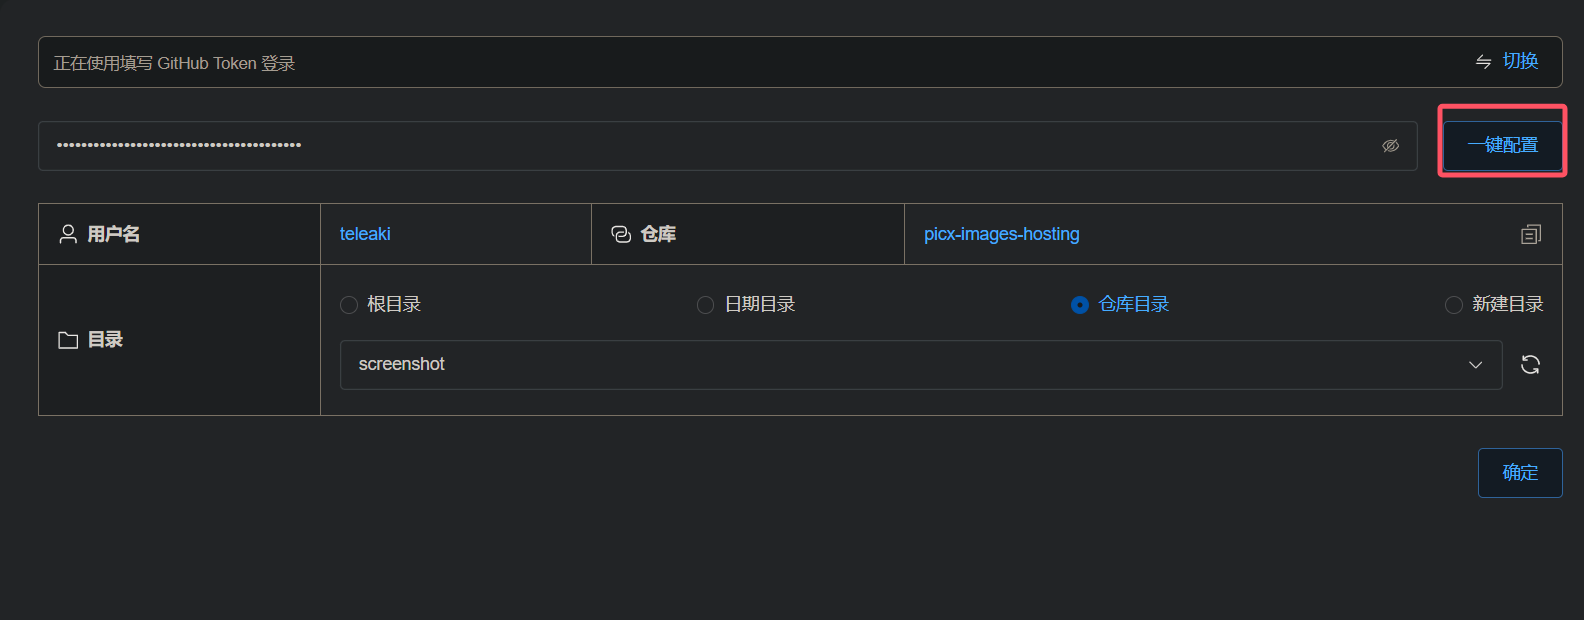 正在使用填写 GitHub Token 登录 切换
•••••••••••••••••••••••••••••••••••••••• 一键配置
用户名 teleaki 仓库 picx-images-hosting
根目录 日期目录 仓库目录 新建目录
目录
screenshot
确定